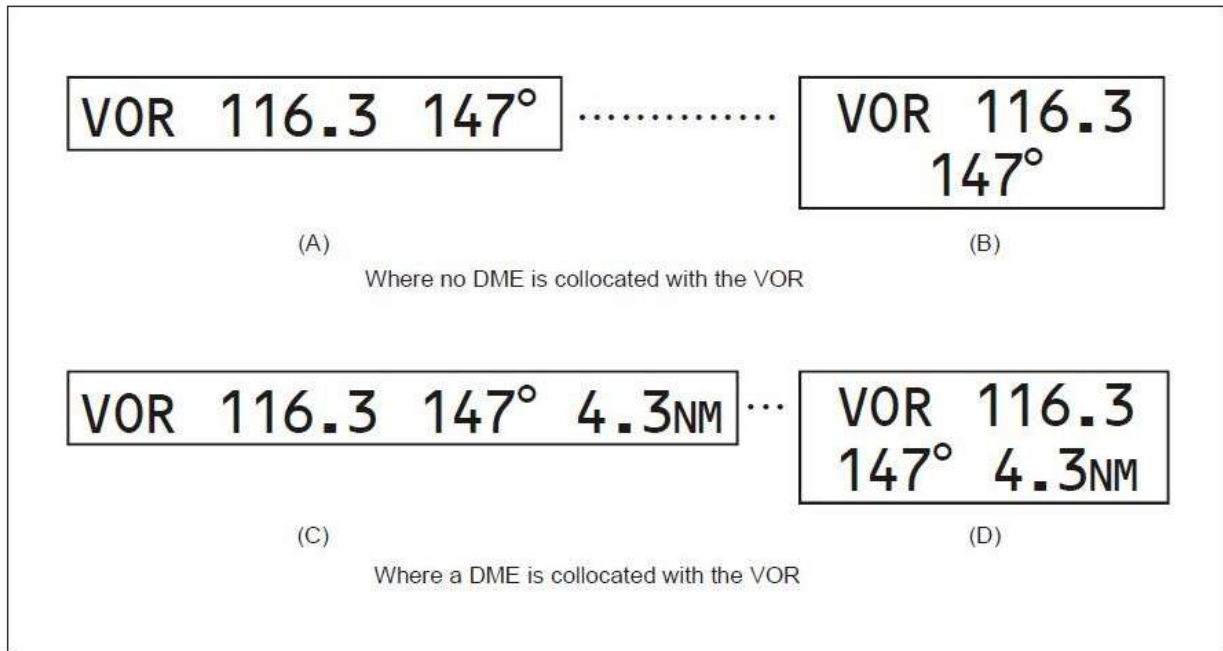 VOR 116.3 147° .............. VOR 116.3
147°
(A) (B)
Where no DME is collocated with the VOR
VOR 116.3 147° 4.3NM ... VOR 116.3
147° 4.3NM
(C) (D)
Where a DME is collocated with the VOR